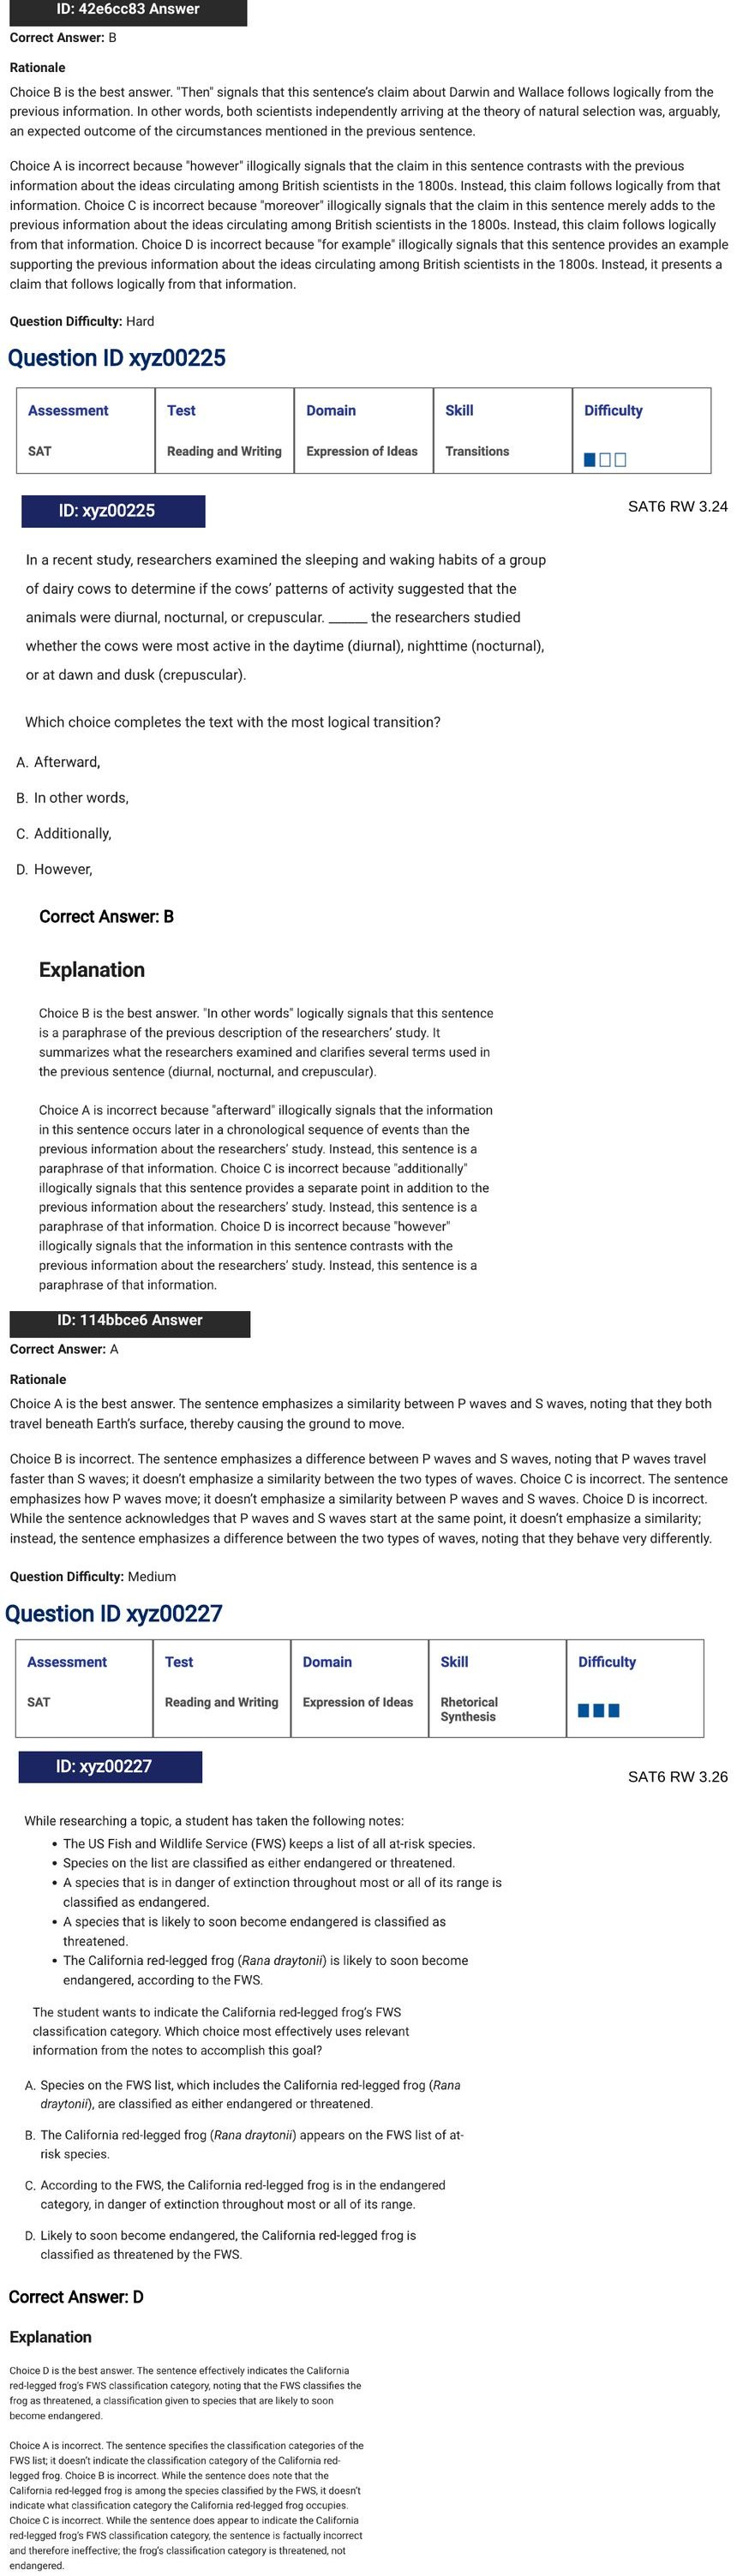 ID: 42e6cc83 Answer
Correct Answer: B
Rationale
Choice B is the best answer. "Then" signals that this sentence's claim about Darwin and Wallace follows logically from the
previous information. In other words, both scientists independently arriving at the theory of natural selection was, arguably,
an expected outcome of the circumstances mentioned in the previous sentence.
Choice A is incorrect because "however" illogically signals that the claim in this sentence contrasts with the previous
information about the ideas circulating among British scientists in the 1800s. Instead, this claim follows logically from that
information. Choice C is incorrect because "moreover" illogically signals that the claim in this sentence merely adds to the
previous information about the ideas circulating among British scientists in the 1800s. Instead, this claim follows logically
from that information. Choice D is incorrect because "for example" illogically signals that this sentence provides an example
supporting the previous information about the ideas circulating among British scientists in the 1800s. Instead, it presents a
claim that follows logically from that information.
Question Difficulty: Hard
Question ID xyz00225
Assessment Test Domain Skill Difficulty
SAT Reading and Writing Expression of Ideas Transitions
ID: xyz00225
SAT6 RW 3.24
In a recent study, researchers examined the sleeping and waking habits of a group
of dairy cows to determine if the cows' patterns of activity suggested that the
animals were diurnal, nocturnal, or crepuscular. _____ the researchers studied
whether the cows were most active in the daytime (diurnal), nighttime (nocturnal),
or at dawn and dusk (crepuscular).
Which choice completes the text with the most logical transition?
A. Afterward,
B. In other words,
C. Additionally,
D. However,
Correct Answer: B
Explanation
Choice B is the best answer. "In other words" logically signals that this sentence
is a paraphrase of the previous description of the researchers' study. It
summarizes what the researchers examined and clarifies several terms used in
the previous sentence (diurnal, nocturnal, and crepuscular).
Choice A is incorrect because "afterward" illogically signals that the information
in this sentence occurs later in a chronological sequence of events than the
previous information about the researchers' study. Instead, this sentence is a
paraphrase of that information. Choice C is incorrect because "additionally"
illogically signals that this sentence provides a separate point in addition to the
previous information about the researchers' study. Instead, this sentence is a
paraphrase of that information. Choice D is incorrect because "however"
illogically signals that the information in this sentence contrasts with the
previous information about the researchers' study. Instead, this sentence is a
paraphrase of that information.
ID: 114bbce6 Answer
Correct Answer: A
Rationale
Choice A is the best answer. The sentence emphasizes a similarity between P waves and S waves, noting that they both
travel beneath Earth's surface, thereby causing the ground to move.
Choice B is incorrect. The sentence emphasizes a difference between P waves and S waves, noting that P waves travel
faster than S waves; it doesn't emphasize a similarity between the two types of waves. Choice C is incorrect. The sentence
emphasizes how P waves move; it doesn't emphasize a similarity between P waves and S waves. Choice D is incorrect.
While the sentence acknowledges that P waves and S waves start at the same point, it doesn't emphasize a similarity;
instead, the sentence emphasizes a difference between the two types of waves, noting that they behave very differently.
Question Difficulty: Medium
Question ID xyz00227
Assessment Test Domain Skill Difficulty
SAT Reading and Writing Expression of Ideas Rhetorical
Synthesis
ID: xyz00227
SAT6 RW 3.26
While researching a topic, a student has taken the following notes:
• The US Fish and Wildlife Service (FWS) keeps a list of all at-risk species.
• Species on the list are classified as either endangered or threatened.
• A species that is in danger of extinction throughout most or all of its range is
classified as endangered.
• A species that is likely to soon become endangered is classified as
threatened.
• The California red-legged frog (Rana draytonii) is likely to soon become
endangered, according to the FWS.
The student wants to indicate the California red-legged frog's FWS
classification category. Which choice most effectively uses relevant
information from the notes to accomplish this goal?
A. Species on the FWS list, which includes the California red-legged frog (Rana
draytonii), are classified as either endangered or threatened.
B. The California red-legged frog (Rana draytonii) appears on the FWS list of at-
risk species.
C. According to the FWS, the California red-legged frog is in the endangered
category, in danger of extinction throughout most or all of its range.
D. Likely to soon become endangered, the California red-legged frog is
classified as threatened by the FWS.
Correct Answer: D
Explanation
Choice D is the best answer. The sentence effectively indicates the California
red-legged frog's FWS classification category, noting that the FWS classifies the
frog as threatened, a classification given to species that are likely to soon
become endangered.
Choice A is incorrect. The sentence specifies the classification categories of the
FWS list; it doesn't indicate the classification category of the California red-
legged frog. Choice B is incorrect. While the sentence does note that the
California red-legged frog is among the species classified by the FWS, it doesn't
indicate what classification category the California red-legged frog occupies.
Choice C is incorrect. While the sentence does appear to indicate the California
red-legged frog's FWS classification category, the sentence is factually incorrect
and therefore ineffective; the frog's classification category is threatened, not
endangered.